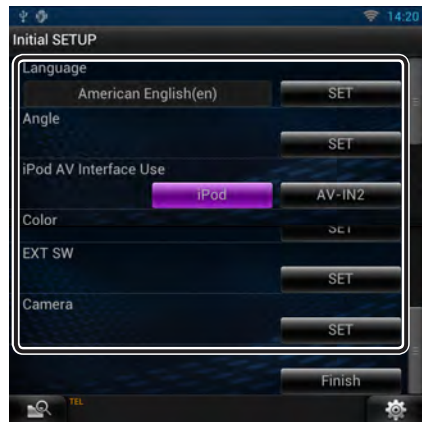 14:20
Initial SETUP
Language
American English(en) SET
Angle
SET
iPod AV Interface Use
iPod AV-IN2
Color
SET
EXT SW
SET
Camera
SET
Finish
TEL